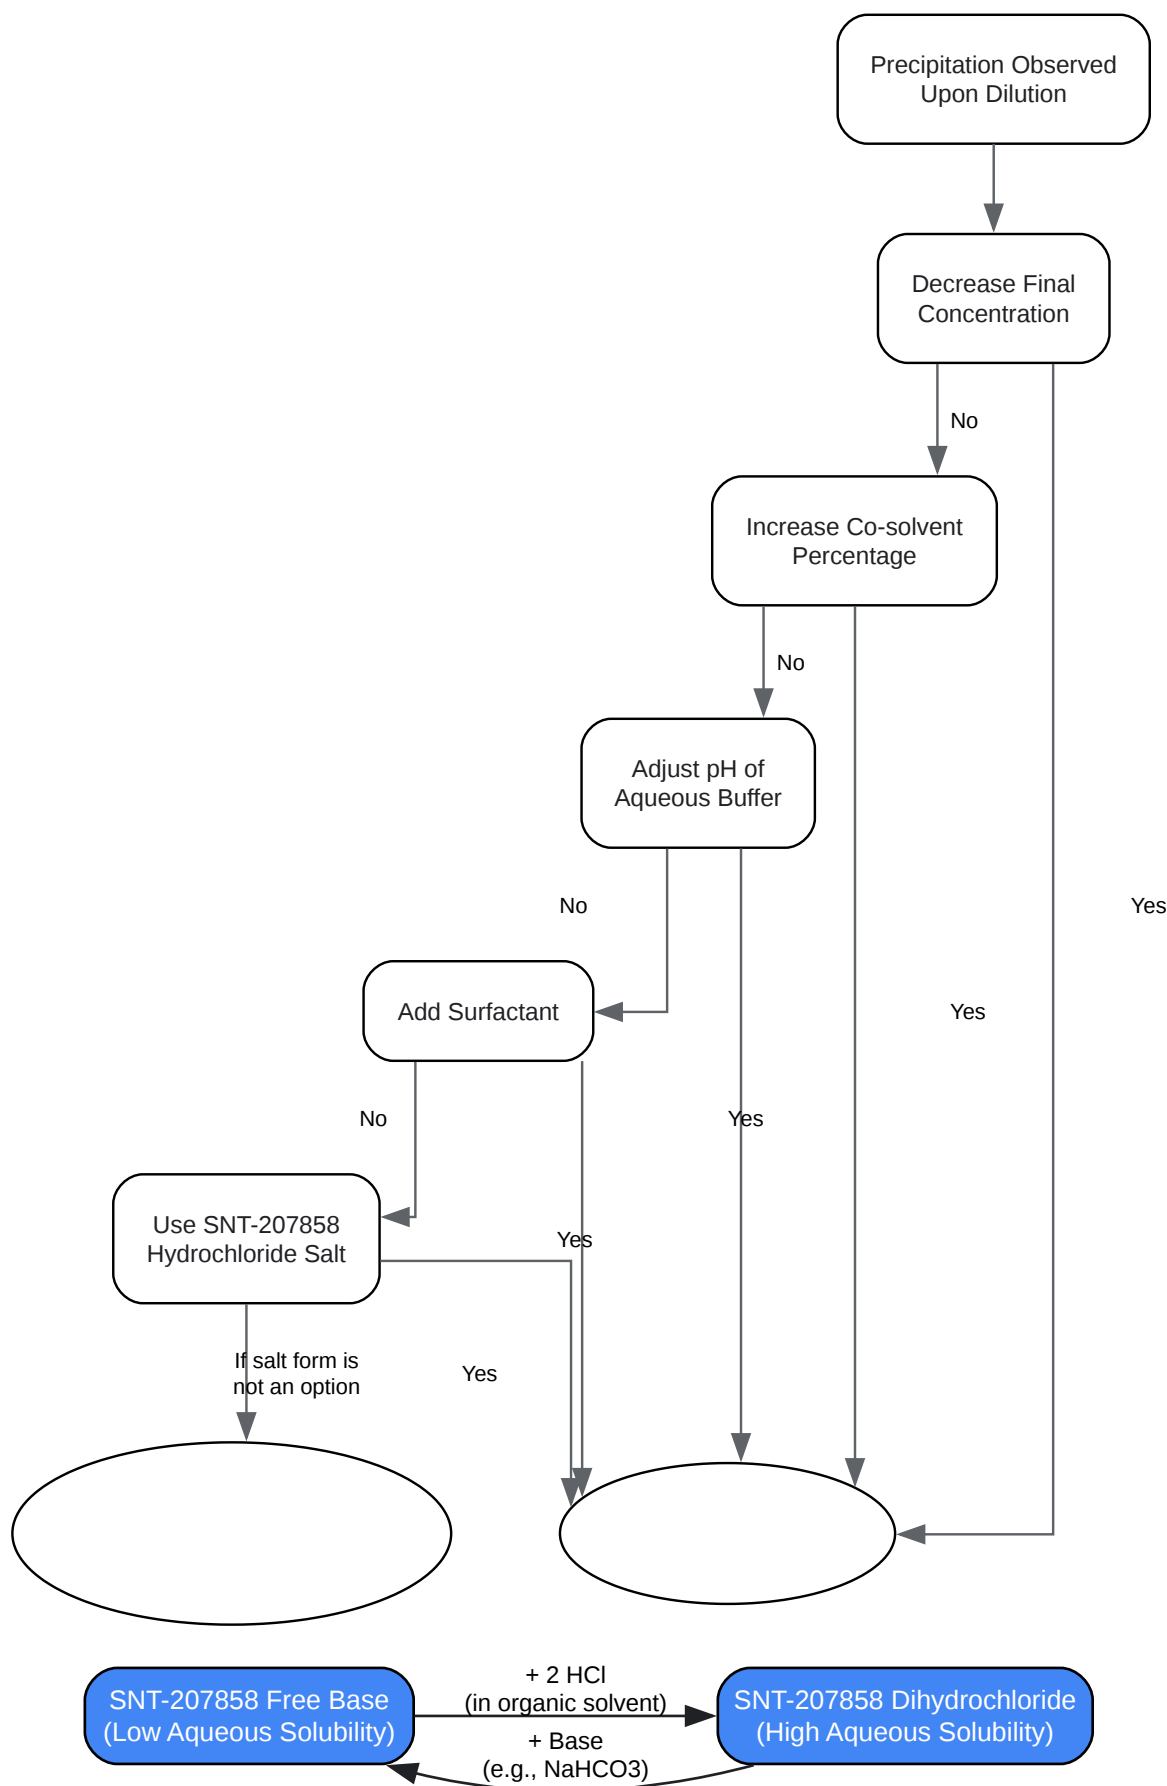 Precipitation Observed
Upon Dilution
Decrease Final
Concentration
No
Increase Co-solvent
Percentage
No
Adjust pH of
Aqueous Buffer
No
Yes
Add Surfactant
Yes
No
Yes
Use SNT-207858
Hydrochloride Salt
Yes
If salt form is
not an option
Yes
+ 2 HCl
(in organic solvent)
SNT-207858 Free Base
(Low Aqueous Solubility)
SNT-207858 Dihydrochloride
(High Aqueous Solubility)
+ Base
(e.g., NaHCO3)